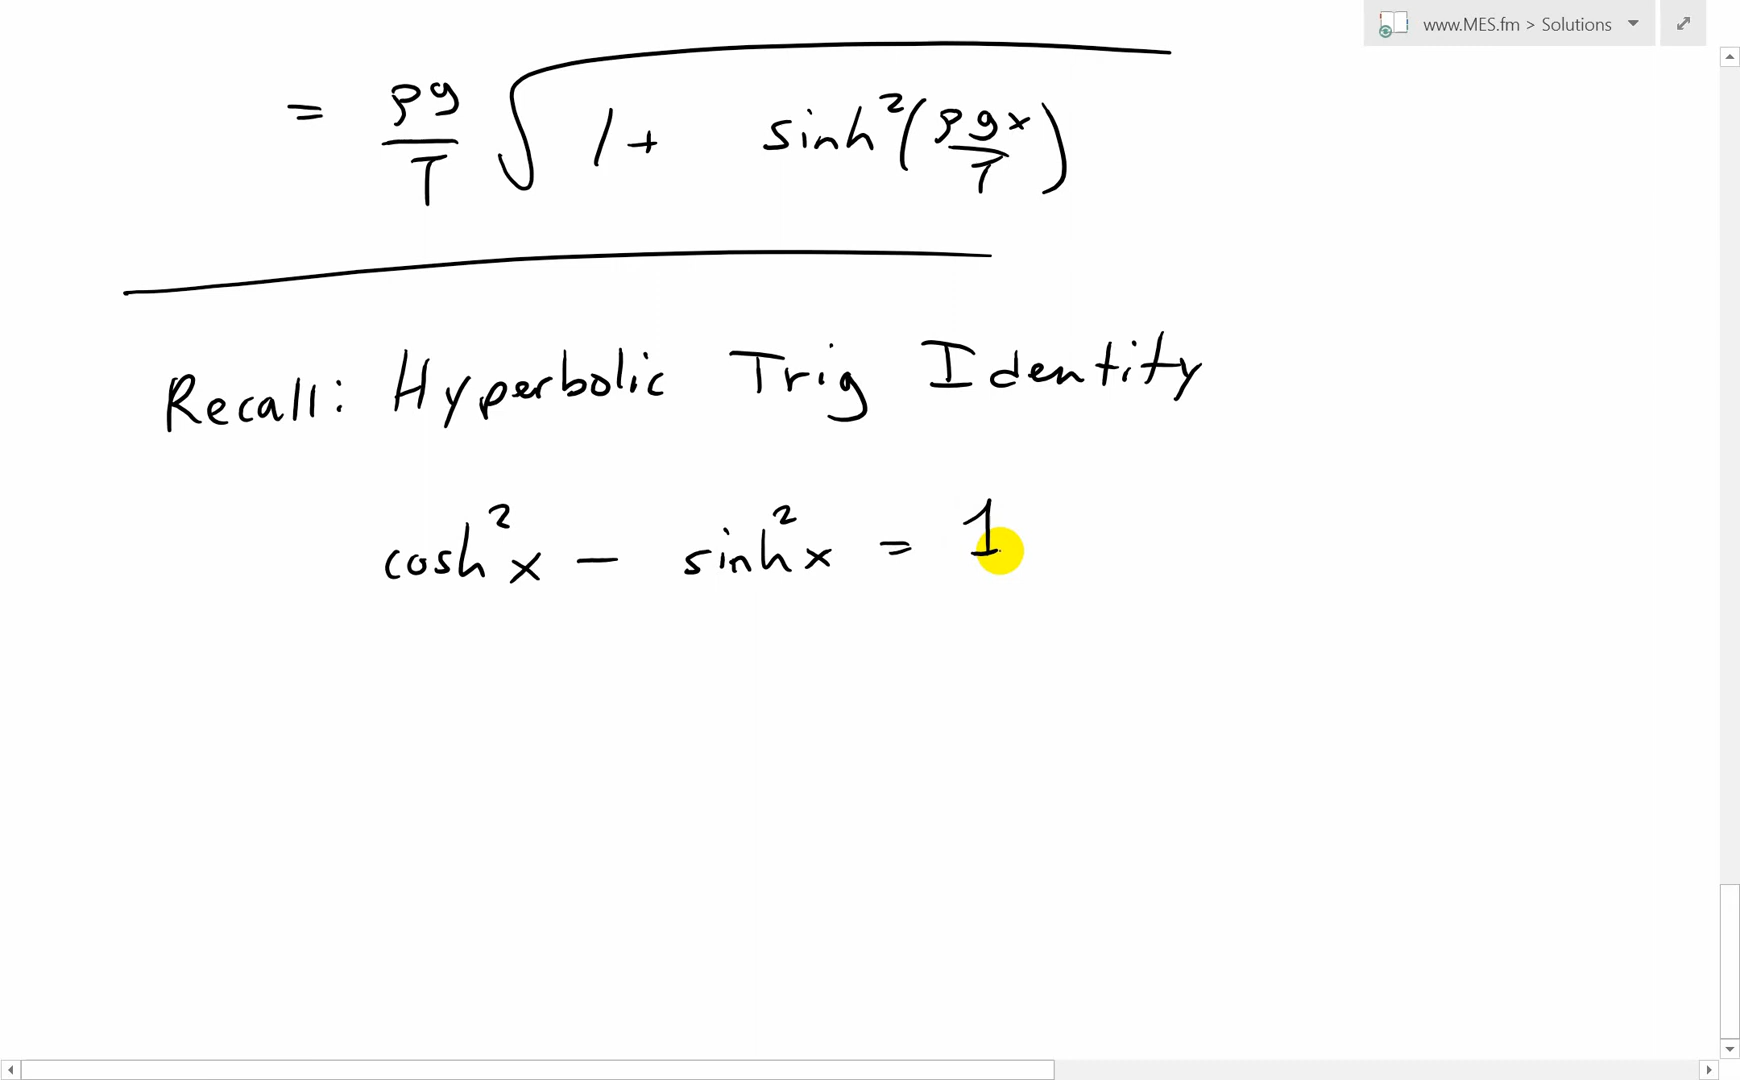 www.MES.fm > Solutions
= ρg/T √(1 + sinh²(ρgx/T))
Recall: Hyperbolic Trig Identity
cosh²x − sinh²x = 1